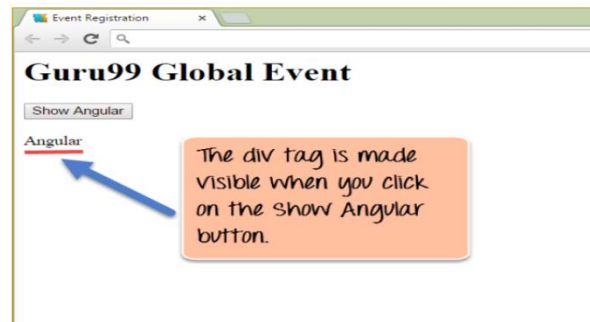 Event Registration
Guru99 Global Event
Show Angular
Angular
The div tag is made
visible when you click
on the Show Angular
button.